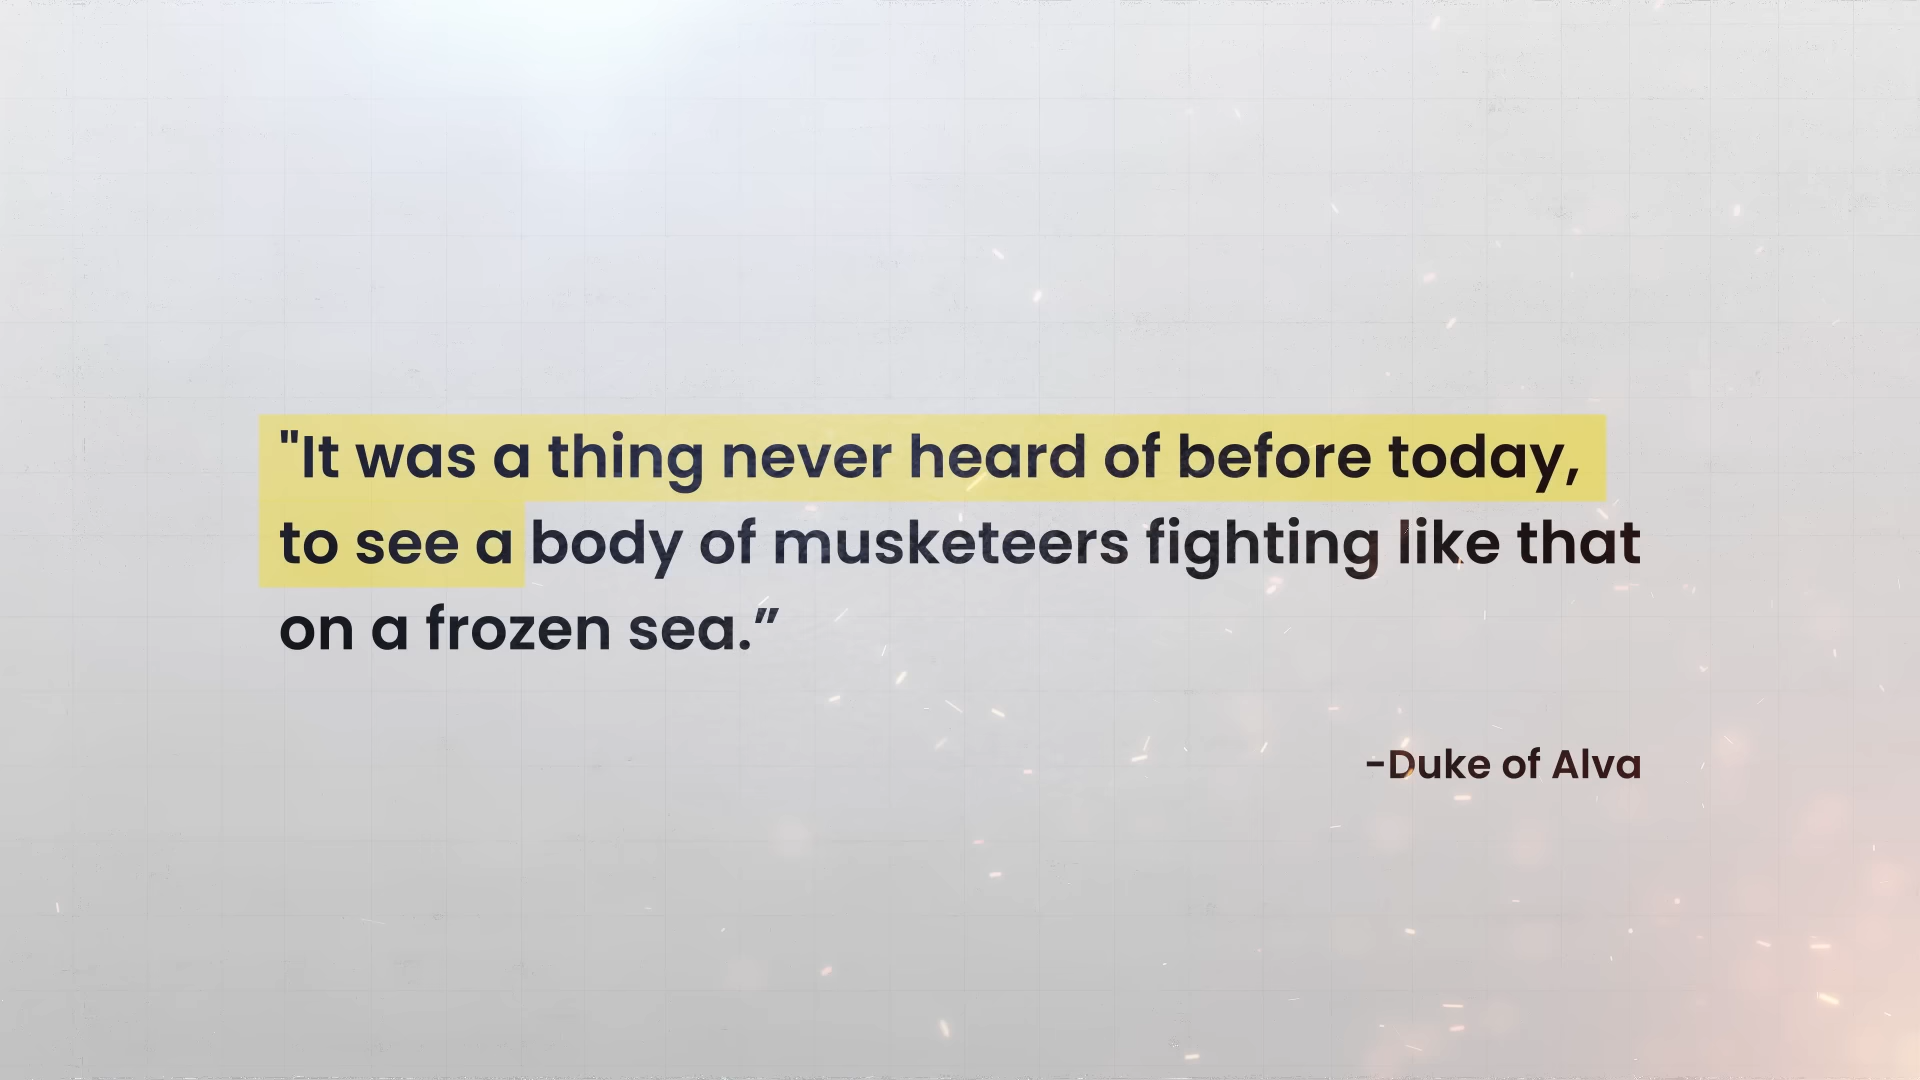 "It was a thing never heard of before today,
to see a body of musketeers fighting like that
on a frozen sea.”
-Duke of Alva